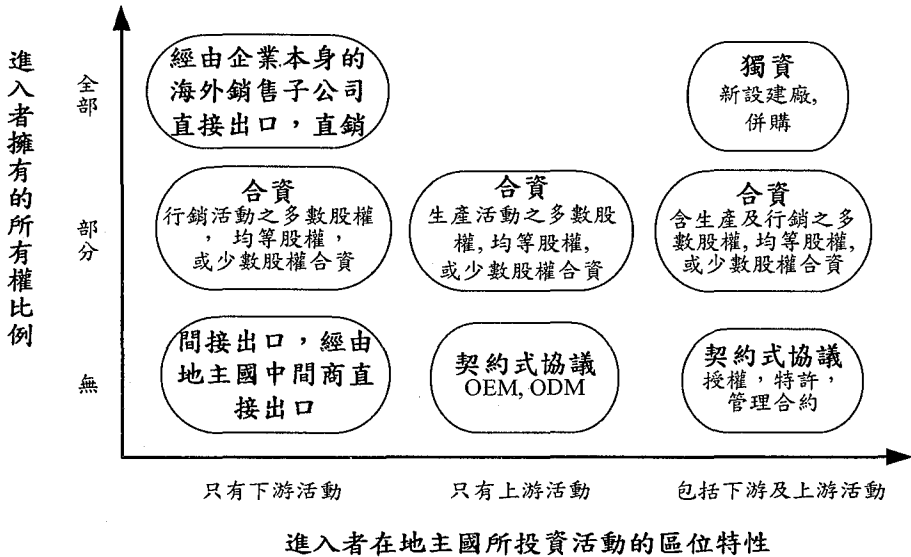 進入者擁有的所有權比例
全部
經由企業本身的
海外銷售子公司
直接出口，直銷
獨資
新設建廠,
併購
部分
合資
行銷活動之多數股權
，均等股權，
或少數股權合資
合資
生產活動之多數股
權,均等股權,
或少數股權合資
合資
含生產及行銷之多
數股權,均等股權,
或少數股權合資
無
間接出口，經由
地主國中間商直
接出口
契約式協議
OEM, ODM
契約式協議
授權，特許，
管理合約
只有下游活動
只有上游活動
包括下游及上游活動
進入者在地主國所投資活動的區位特性